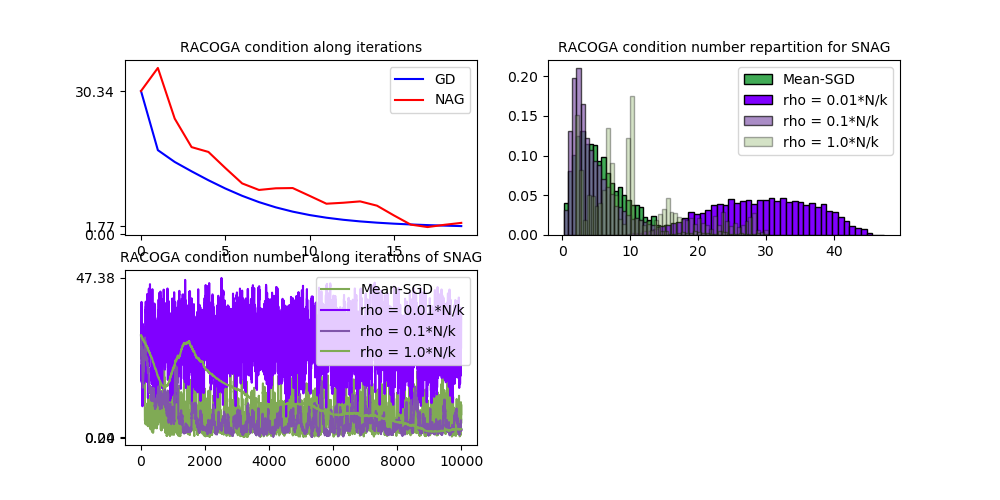 RACOGA condition along iterations
30.34
1.77
0.00
0
5
10
15
GD
NAG
RACOGA condition number repartition for SNAG
0.20
0.15
0.10
0.05
0.00
0
10
20
30
40
Mean-SGD
rho = 0.01*N/k
rho = 0.1*N/k
rho = 1.0*N/k
RACOGA condition number along iterations of SNAG
47.38
0.00
0
2000
4000
6000
8000
10000
Mean-SGD
rho = 0.01*N/k
rho = 0.1*N/k
rho = 1.0*N/k